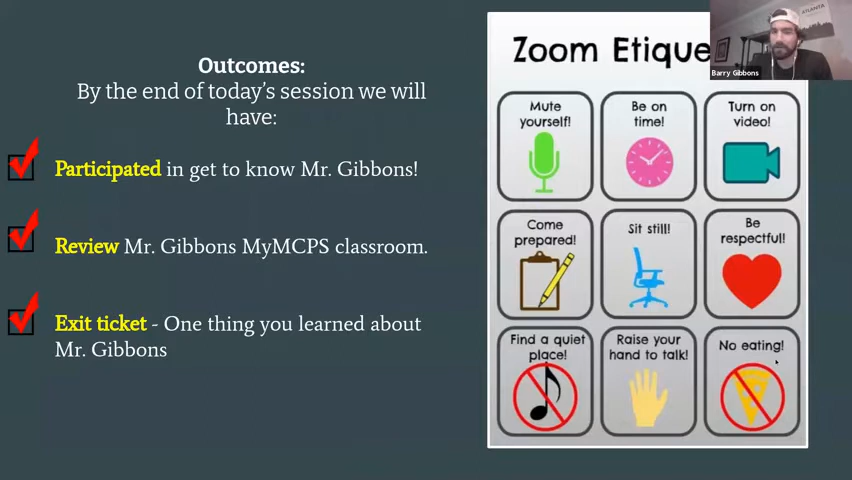 Outcomes:
By the end of today's session we will
have:
Participated in get to know Mr. Gibbons!
Review Mr. Gibbons MyMCPS classroom.
Exit ticket - One thing you learned about
Mr. Gibbons
Zoom Etique
ATLANTA
Barry Gibbons
Mute
yourself!
Be on
time!
Turn on
video!
Come
prepared!
Sit still!
Be
respectful!
Find a quiet
place!
Raise your
hand to talk!
No eating!